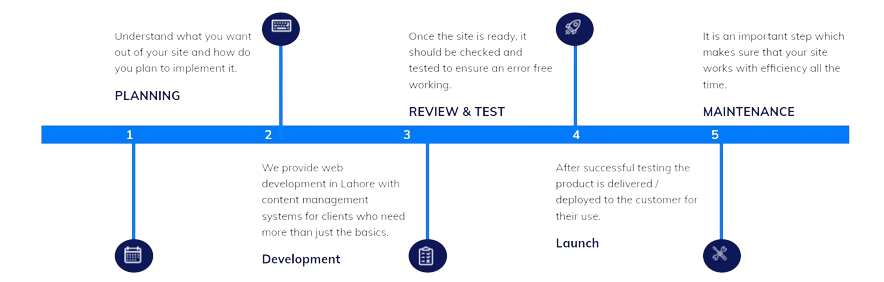 Understand what you want
out of your site and how do
you plan to implement it.
PLANNING
Once the site is ready, it
should be checked and
tested to ensure an error free
working.
REVIEW & TEST
It is an important step which
makes sure that your site
works with efficiency all the
time.
MAINTENANCE
1 2 3 4 5
We provide web
development in Lahore with
content management
systems for clients who need
more than just the basics.
Development
After successful testing the
product is delivered /
deployed to the customer for
their use.
Launch